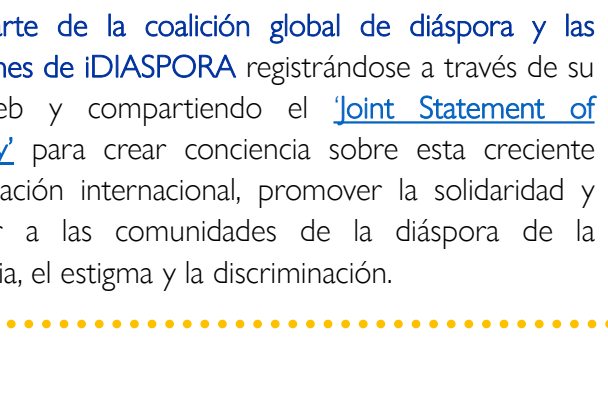 arte de la coalición global de diáspora y las
nes de iDIASPORA registrándose a través de su
eb y compartiendo el ‘Joint Statement of
y’ para crear conciencia sobre esta creciente
ación internacional, promover la solidaridad y
r a las comunidades de la diáspora de la
ia, el estigma y la discriminación.